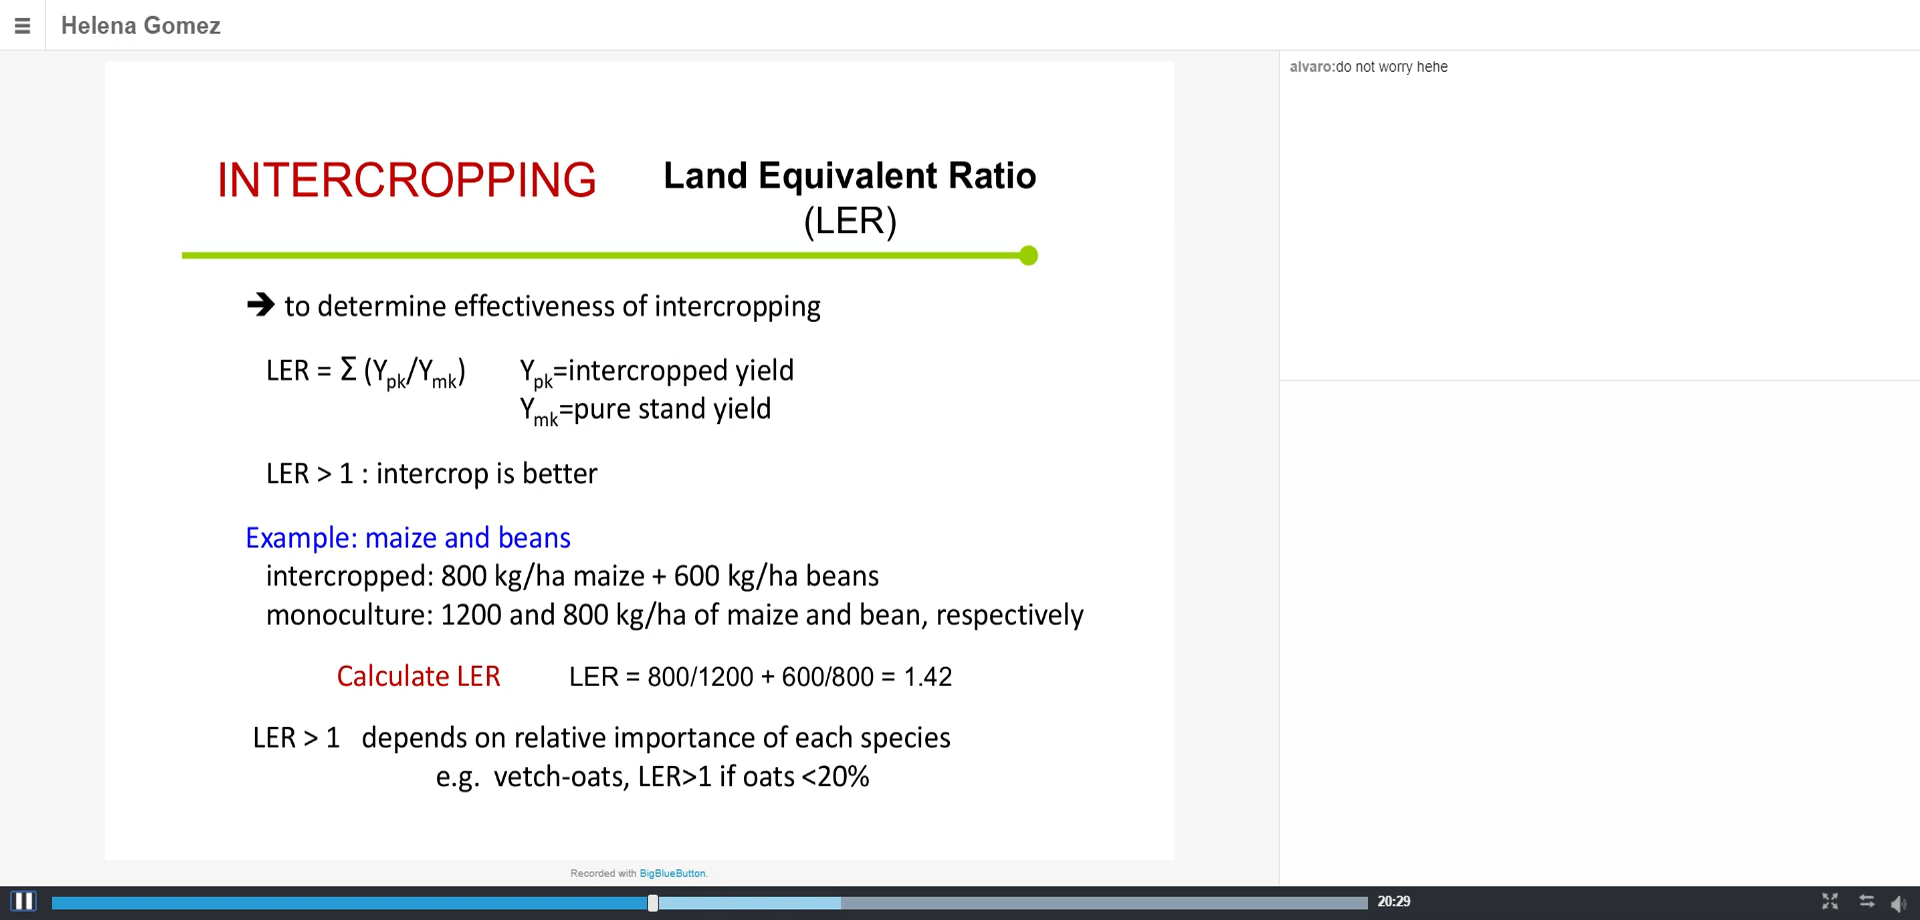 Helena Gomez
alvaro:do not worry hehe
INTERCROPPING
Land Equivalent Ratio
(LER)
➔ to determine effectiveness of intercropping
LER = Σ (Ypk/Ymk) Ypk=intercropped yield
Ymk=pure stand yield
LER > 1 : intercrop is better
Example: maize and beans
intercropped: 800 kg/ha maize + 600 kg/ha beans
monoculture: 1200 and 800 kg/ha of maize and bean, respectively
Calculate LER LER = 800/1200 + 600/800 = 1.42
LER > 1 depends on relative importance of each species
e.g. vetch-oats, LER>1 if oats <20%
Recorded with BigBlueButton.
20:29